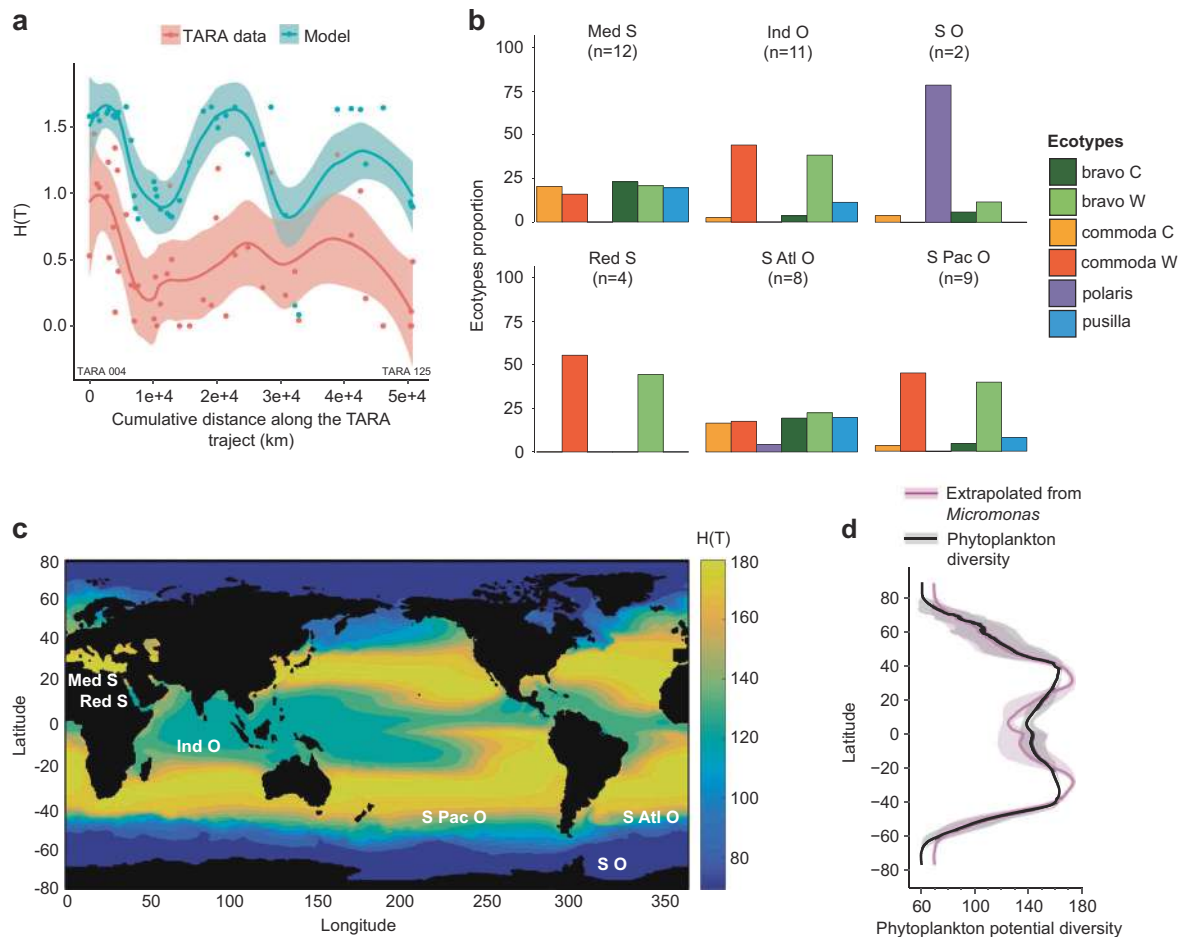 a
TARA data
Model
H(T)
1.5
1.0
0.5
0.0
TARA 004
TARA 125
0
1e+4
2e+4
3e+4
4e+4
5e+4
Cumulative distance along the TARA
traject (km)
b
Ecotypes proportion
Med S
(n=12)
Ind O
(n=11)
S O
(n=2)
100
75
50
25
0
Red S
(n=4)
S Atl O
(n=8)
S Pac O
(n=9)
100
75
50
25
0
Ecotypes
bravo C
bravo W
commoda C
commoda W
polaris
pusilla
c
H(T)
Latitude
80
60
40
20
0
-20
-40
-60
-80
Med S
Red S
Ind O
S Pac O
S Atl O
S O
0
50
100
150
200
250
300
350
Longitude
180
160
140
120
100
80
Extrapolated from
Micromonas
Phytoplankton
diversity
d
Latitude
80
60
40
20
0
−20
−40
−60
−80
60
100
140
180
Phytoplankton potential diversity